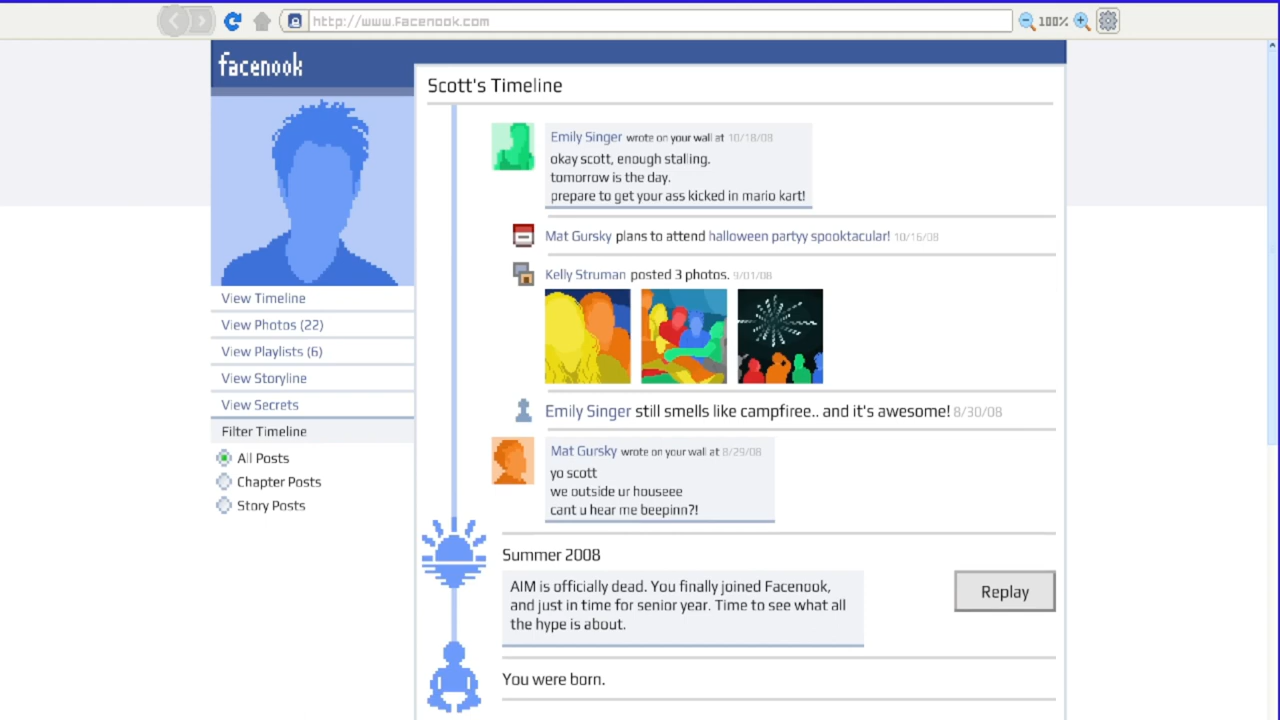 http://www.facenook.com
100%
facenook
Scott's Timeline
Emily Singer wrote on your wall at 10/18/08
okay scott, enough stalling.
tomorrow is the day.
prepare to get your ass kicked in mario kart!
Mat Gursky plans to attend halloween partyy spooktacular! 10/16/08
Kelly Struman posted 3 photos. 9/01/08
View Timeline
View Photos (22)
View Playlists (6)
View Storyline
View Secrets
Filter Timeline
All Posts
Chapter Posts
Story Posts
Emily Singer still smells like campfiree.. and it's awesome! 8/30/08
Mat Gursky wrote on your wall at 8/29/08
yo scott
we outside ur houseee
cant u hear me beepinn?!
Summer 2008
AIM is officially dead. You finally joined Facenook,
and just in time for senior year. Time to see what all
the hype is about.
Replay
You were born.